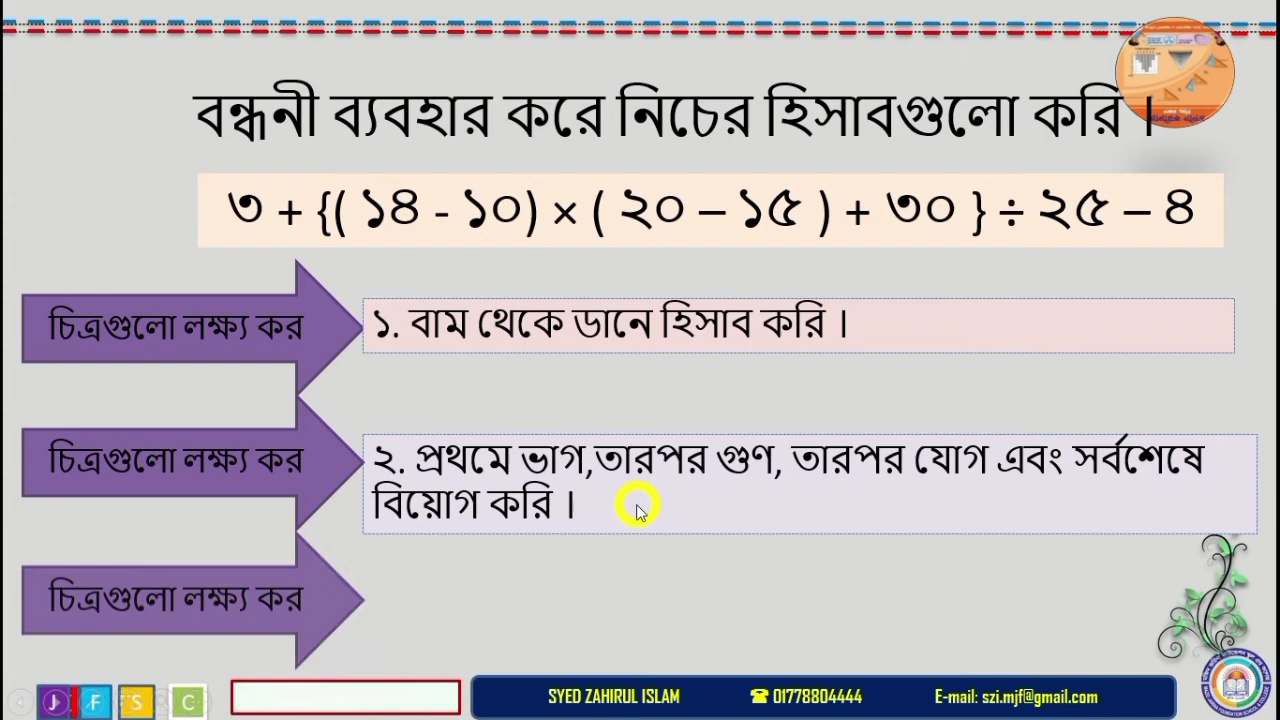 বন্ধনী ব্যবহার করে নিচের হিসাবগুলো করি ।
৩ + {( ১৪ - ১০) × ( ২০ – ১৫ ) + ৩০ } ÷ ২৫ – ৪
চিত্রগুলো লক্ষ্য কর
১. বাম থেকে ডানে হিসাব করি ।
চিত্রগুলো লক্ষ্য কর
২. প্রথমে ভাগ,তারপর গুণ, তারপর যোগ এবং সর্বশেষে
বিয়োগ করি ।
চিত্রগুলো লক্ষ্য কর
J F S C
SYED ZAHIRUL ISLAM ☎ 01778804444 E-mail: szi.mjf@gmail.com